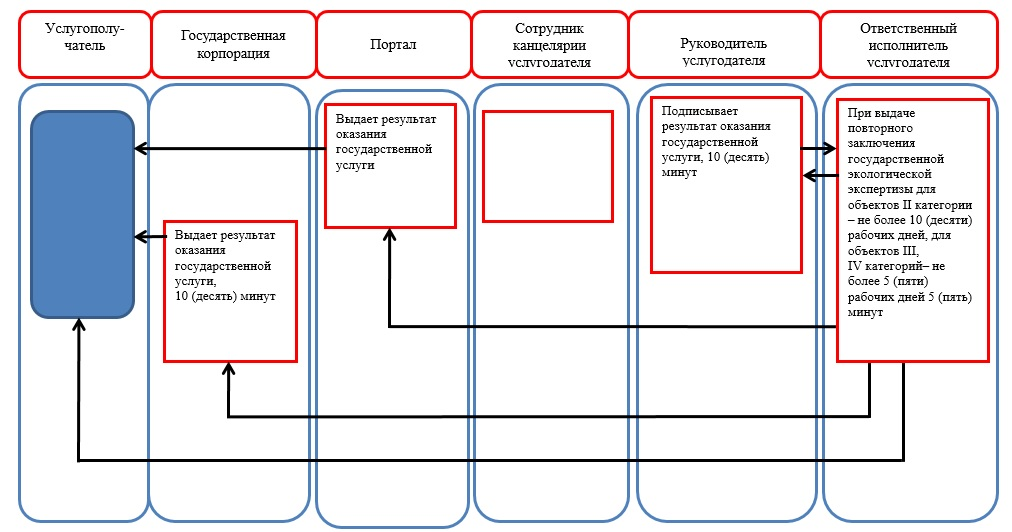 Услугополу-
чатель
Государственная
корпорация
Портал
Сотрудник
канцелярии
услугодателя
Руководитель
услугодателя
Ответственный
исполнитель
услугодателя
Выдает результат
оказания
государственной
услуги,
10 (десять) минут
Выдает результат
оказания
государственной
услуги
Подписывает
результат оказания
государственной
услуги, 10 (десять)
минут
При выдаче
повторного
заключения
государственной
экологической
экспертизы для
объектов II категории
– не более 10 (десяти)
рабочих дней, для
объектов III,
IV категорий– не
более 5 (пяти)
рабочих дней 5 (пять)
минут